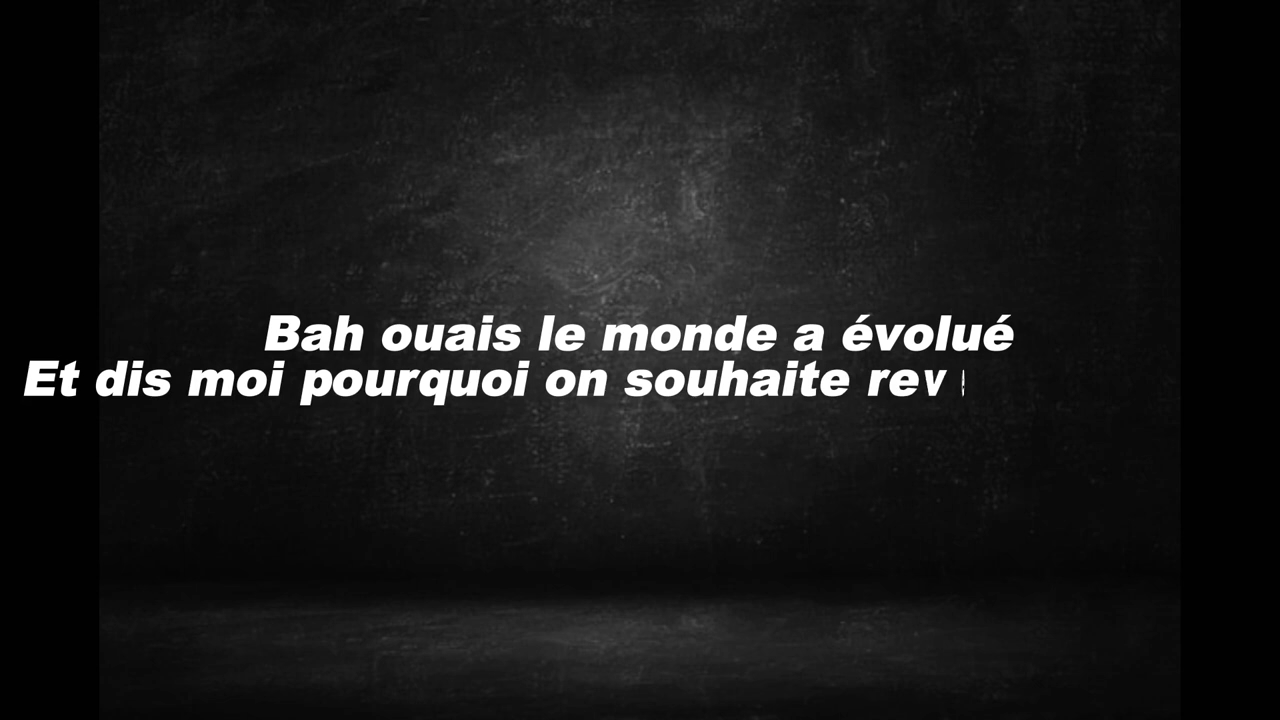 Bah ouais le monde a évolué
Et dis moi pourquoi on souhaite rev